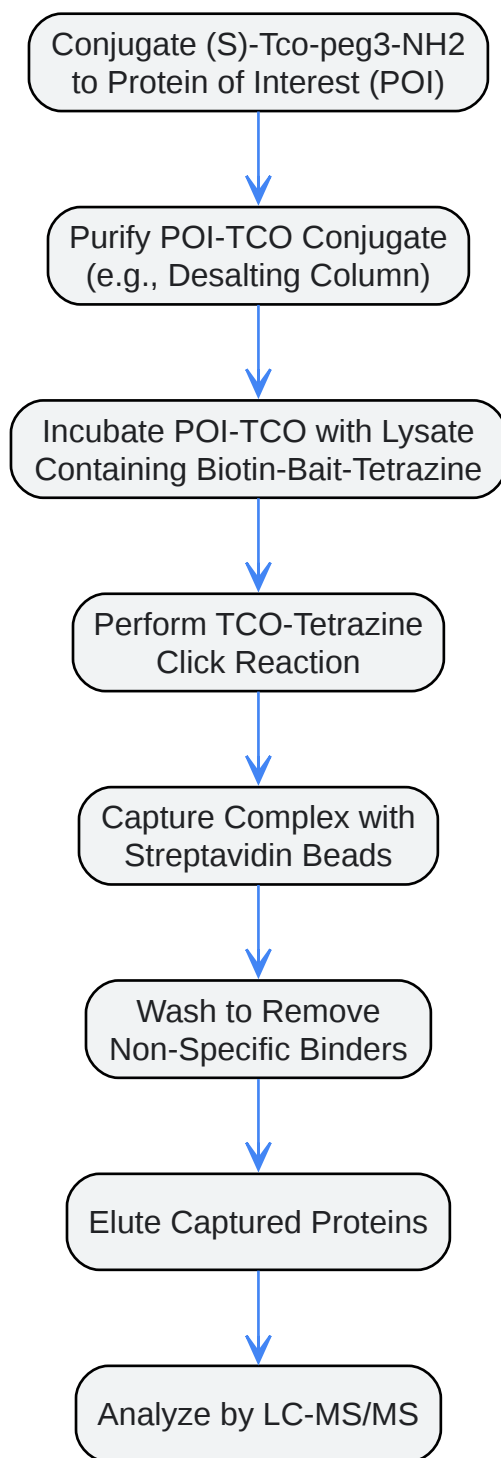 Conjugate (S)-Tco-peg3-NH2
to Protein of Interest (POI)
Purify POI-TCO Conjugate
(e.g., Desalting Column)
Incubate POI-TCO with Lysate
Containing Biotin-Bait-Tetrazine
Perform TCO-Tetrazine
Click Reaction
Capture Complex with
Streptavidin Beads
Wash to Remove
Non-Specific Binders
Elute Captured Proteins
Analyze by LC-MS/MS